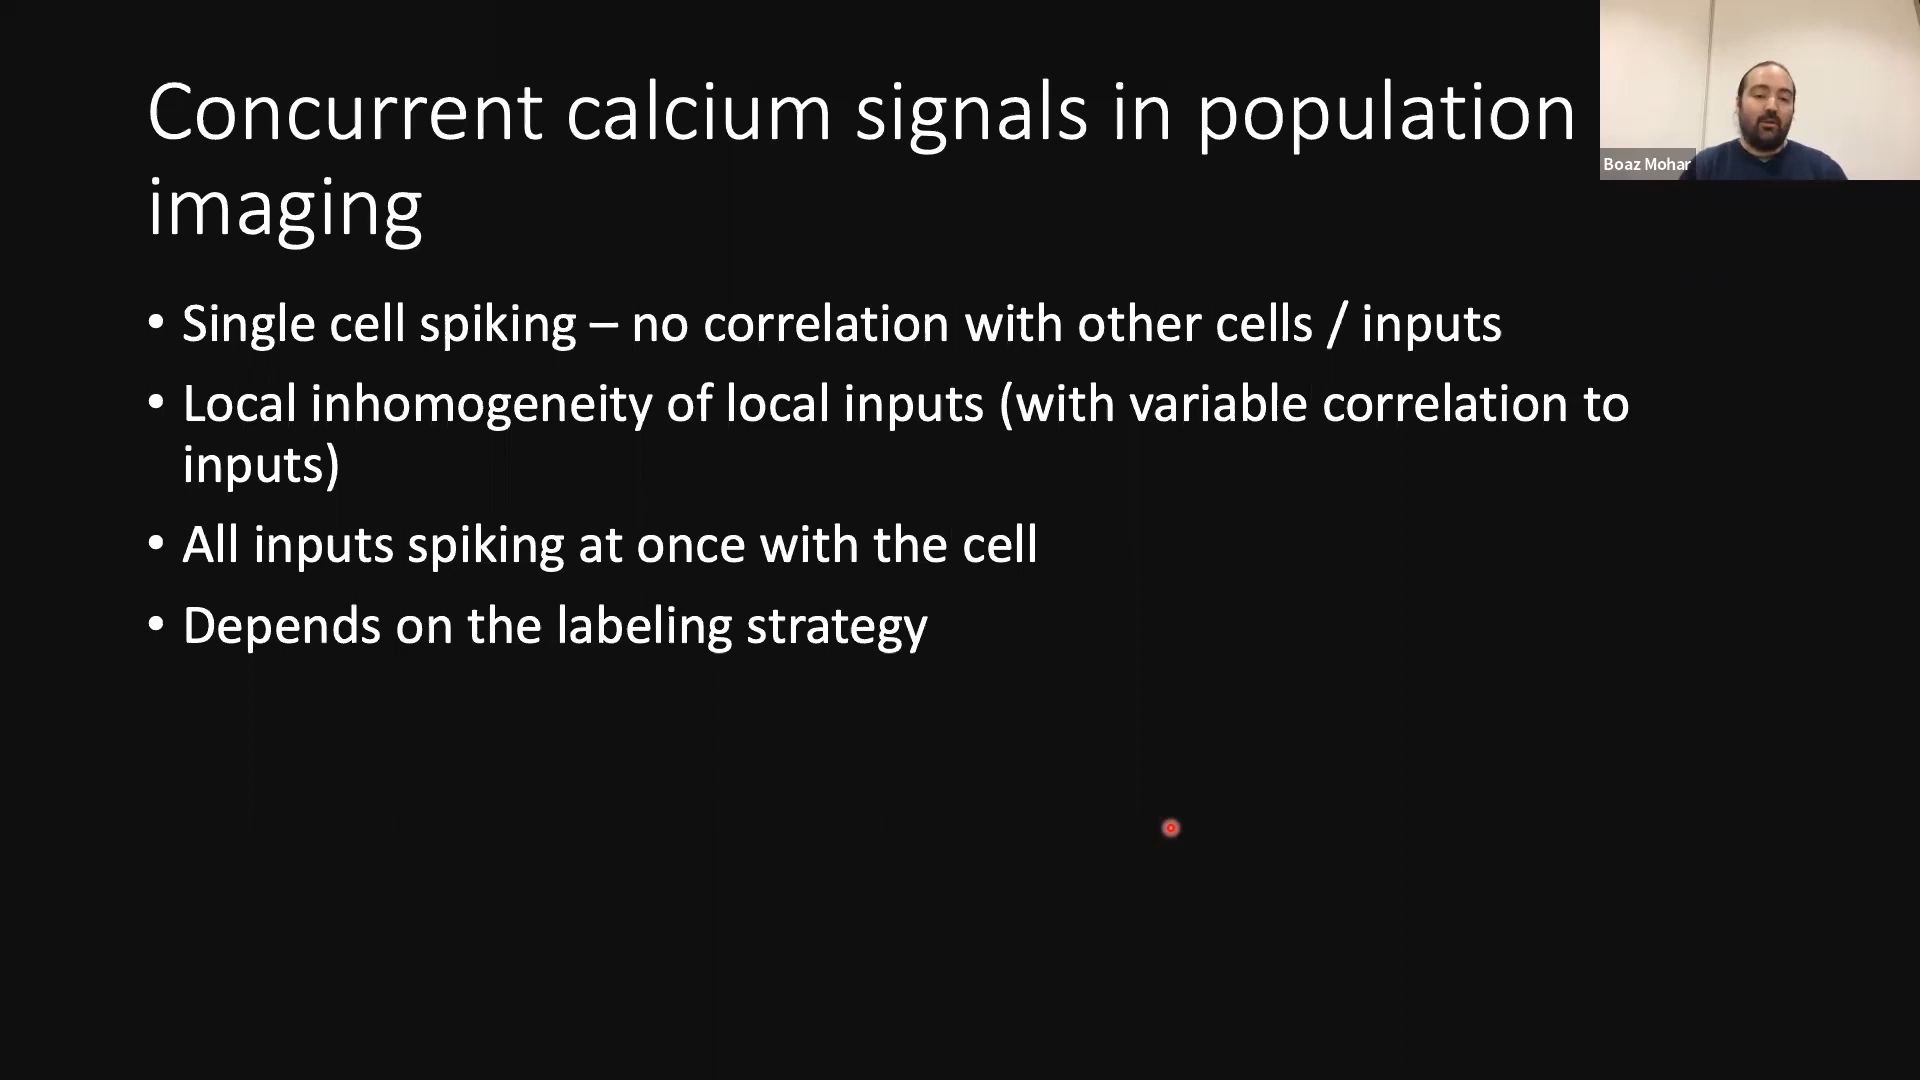 Concurrent calcium signals in population
imaging
Boaz Mohar
• Single cell spiking – no correlation with other cells / inputs
• Local inhomogeneity of local inputs (with variable correlation to
inputs)
• All inputs spiking at once with the cell
• Depends on the labeling strategy